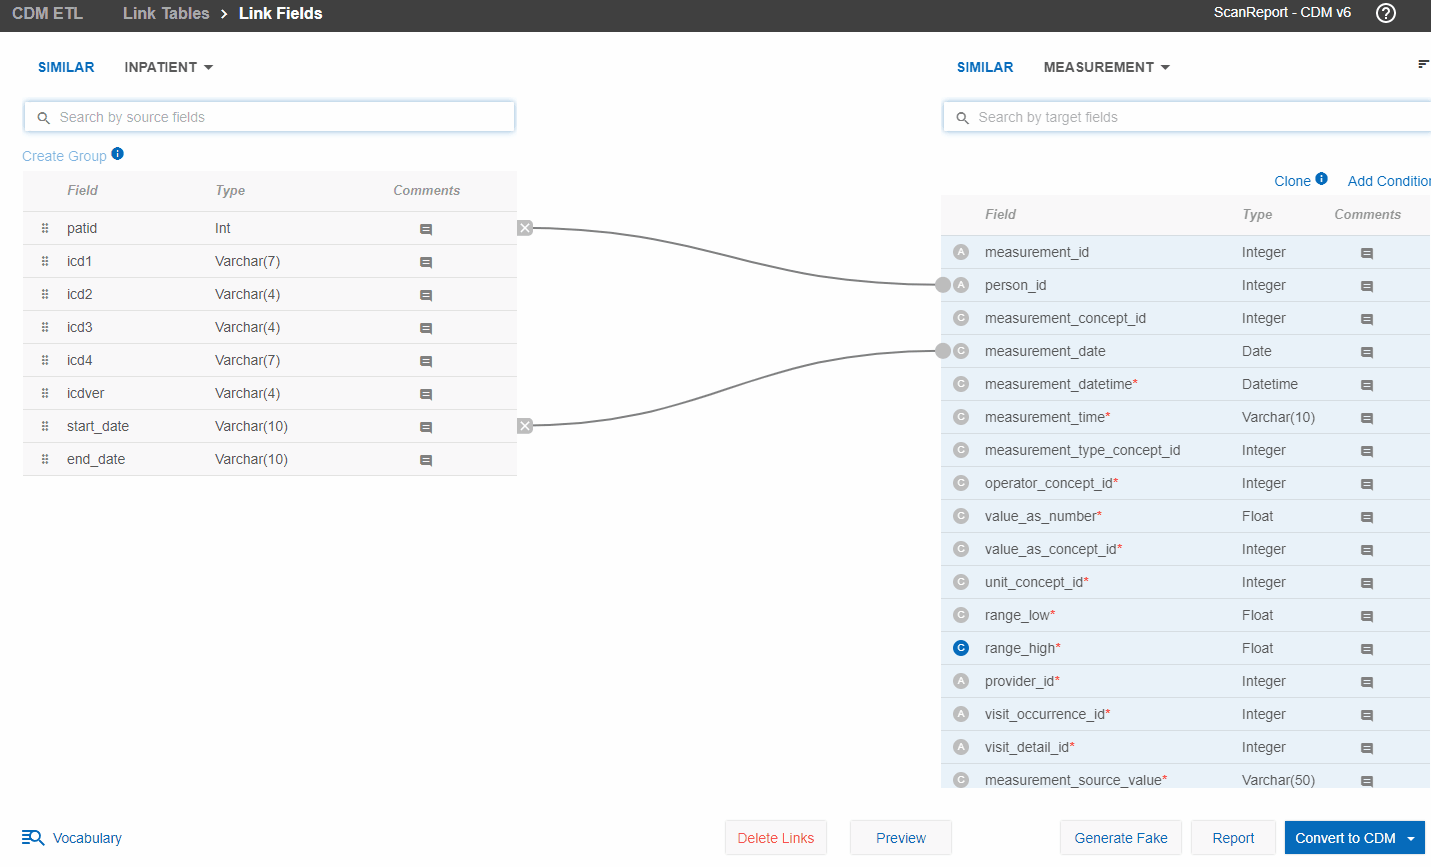 CDM ETL Link Tables > Link Fields ScanReport - CDM v6 ?
SIMILAR INPATIENT SIMILAR MEASUREMENT
Search by source fields Search by target fields
Create Group i
Clone i Add Condition
Field Type Comments
Field Type Comments
patid Int
icd1 Varchar(7)
icd2 Varchar(4)
icd3 Varchar(4)
icd4 Varchar(7)
icdver Varchar(4)
start_date Varchar(10)
end_date Varchar(10)
A measurement_id Integer
A person_id Integer
C measurement_concept_id Integer
C measurement_date Date
C measurement_datetime* Datetime
C measurement_time* Varchar(10)
C measurement_type_concept_id Integer
C operator_concept_id* Integer
C value_as_number* Float
C value_as_concept_id* Integer
C unit_concept_id* Integer
C range_low* Float
C range_high* Float
A provider_id* Integer
A visit_occurrence_id* Integer
A visit_detail_id* Integer
C measurement_source_value* Varchar(50)
Vocabulary Delete Links Preview Generate Fake Report Convert to CDM